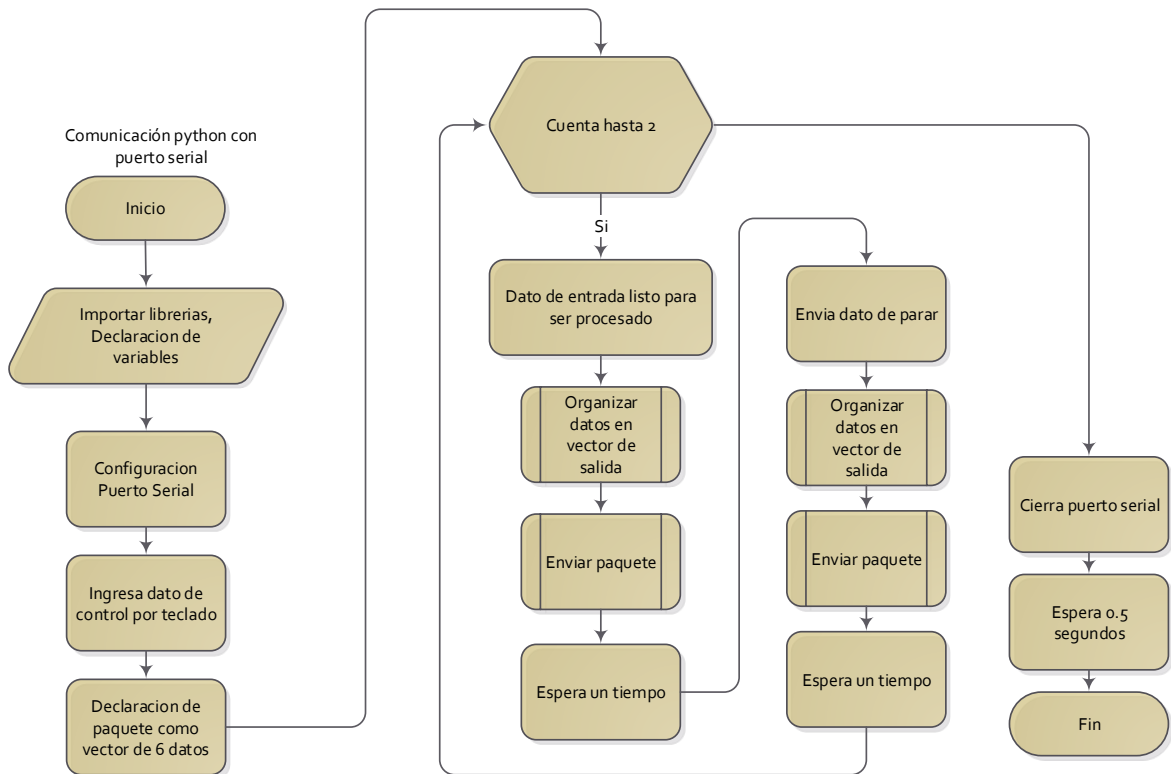 Comunicación python con
puerto serial
Inicio
Importar librerias,
Declaracion de
variables
Configuracion
Puerto Serial
Ingresa dato de
control por teclado
Declaracion de
paquete como
vector de 6 datos
Cuenta hasta 2
Si
Dato de entrada listo para
ser procesado
Organizar
datos en
vector de
salida
Enviar paquete
Espera un tiempo
Envia dato de parar
Organizar
datos en
vector de
salida
Enviar paquete
Espera un tiempo
Cierra puerto serial
Espera 0.5
segundos
Fin